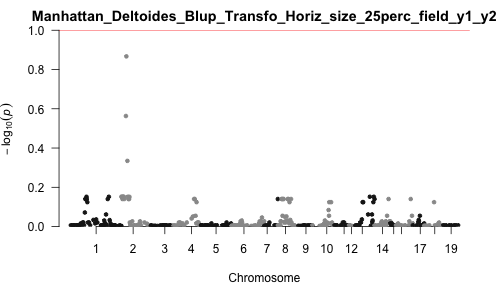 Manhattan_Deltoides_Blup_Transfo_Horiz_size_25perc_field_y1_y2
1.0
0.8
0.6
0.4
0.2
0.0
− log10(p)
1 2 3 4 5 6 7 8 9 10 12 14 17 19
Chromosome